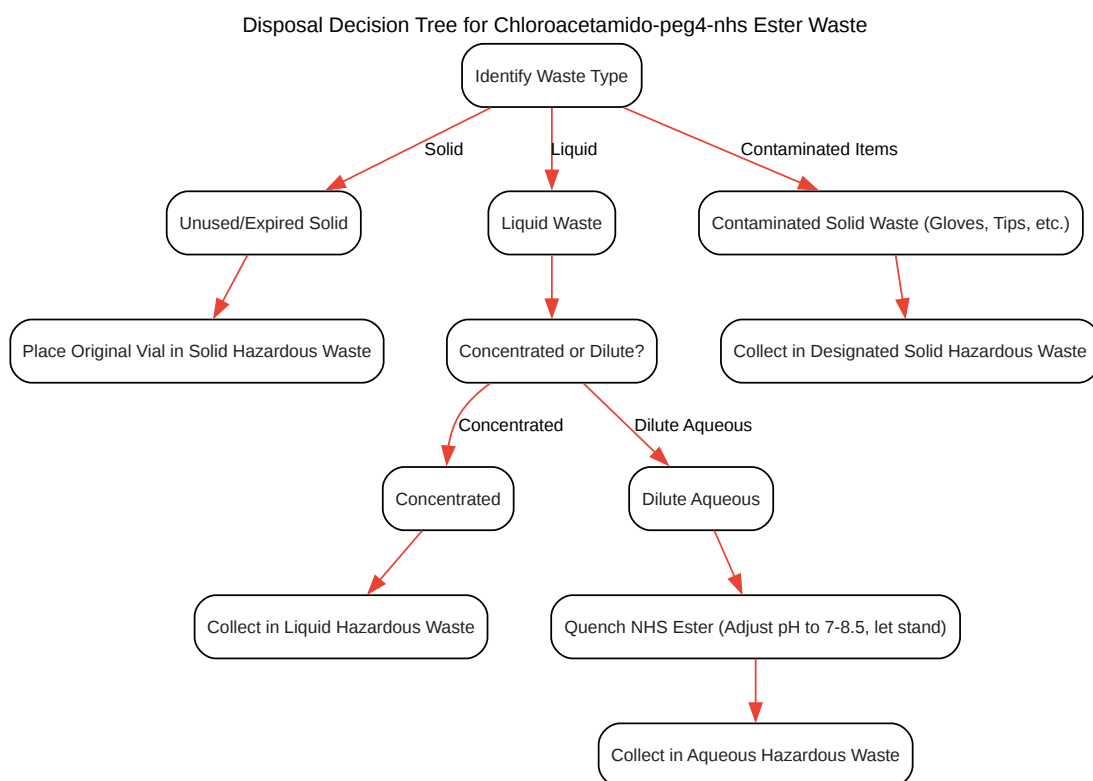 Disposal Decision Tree for Chloroacetamido-peg4-nhs Ester Waste
Identify Waste Type
Solid
Liquid
Contaminated Items
Unused/Expired Solid
Liquid Waste
Contaminated Solid Waste (Gloves, Tips, etc.)
Place Original Vial in Solid Hazardous Waste
Concentrated or Dilute?
Collect in Designated Solid Hazardous Waste
Concentrated
Dilute Aqueous
Concentrated
Dilute Aqueous
Collect in Liquid Hazardous Waste
Quench NHS Ester (Adjust pH to 7-8.5, let stand)
Collect in Aqueous Hazardous Waste